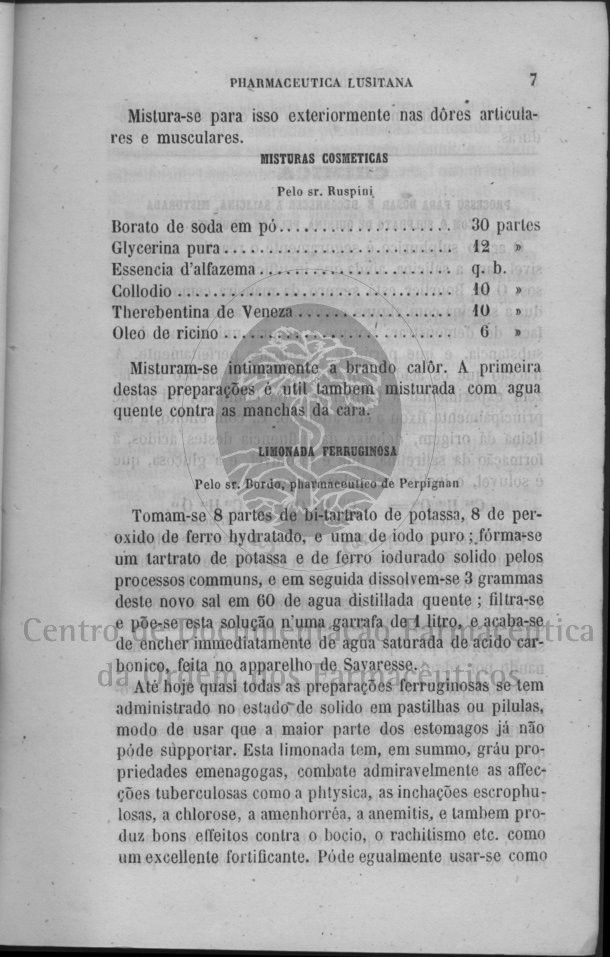 PHARMACEUTICA LUSITANA 7
Mistura-se para isso exteriormente nas dôres articula-
res e musculares.
MISTURAS COSMETICAS
Pelo sr. Ruspini
Borato de soda em pó...................... 30 partes
Glycerina pura............................ 12 »
Essencia d'alfazema....................... q. b.
Collodio.................................. 10 »
Therebentina de Veneza.................... 10 »
Oleo de ricino............................ 6 »
Misturam-se intimamente a brando calôr. A primeira
destas preparações é util tambem misturada com agua
quente contra as manchas da cara.
LIMONADA FERRUGINOSA
Pelo sr. Bordo, pharmaceutico de Perpignan
Tomam-se 8 partes de bi-tartrato de potassa, 8 de per-
oxido de ferro hydratado, e uma de iodo puro; fórma-se
um tartrato de potassa e de ferro iodurado solido pelos
processos communs, e em seguida dissolvem-se 3 grammas
deste novo sal em 60 de agua distillada quente; filtra-se
e põe-se esta solução n'uma garrafa de 1 litro, e acaba-se
de encher immediatamente de agua saturada de acido car-
bonico, feita no apparelho de Savaresse.
Até hoje quasi todas as preparações ferruginosas se tem
administrado no estado de solido em pastilhas ou pilulas,
modo de usar que a maior parte dos estomagos já não
póde supportar. Esta limonada tem, em summo, gráu pro-
priedades emenagogas, combate admiravelmente as affec-
ções tuberculosas como a phtysica, as inchações escrophu-
losas, a chlorose, a amenhorréa, a anemitis, e tambem pro-
duz bons effeitos contra o bocio, o rachitismo etc. como
um excellente fortificante. Póde egualmente usar-se como
Centro de Documentação Farmacêutica
da Ordem dos Farmacêuticos